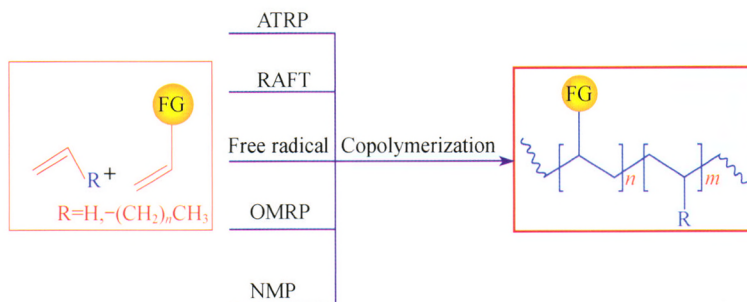 ATRP
RAFT
Free radical Copolymerization
OMRP
NMP
FG
R + 
R=H,−(CH₂)ₙCH₃
FG
n m
R